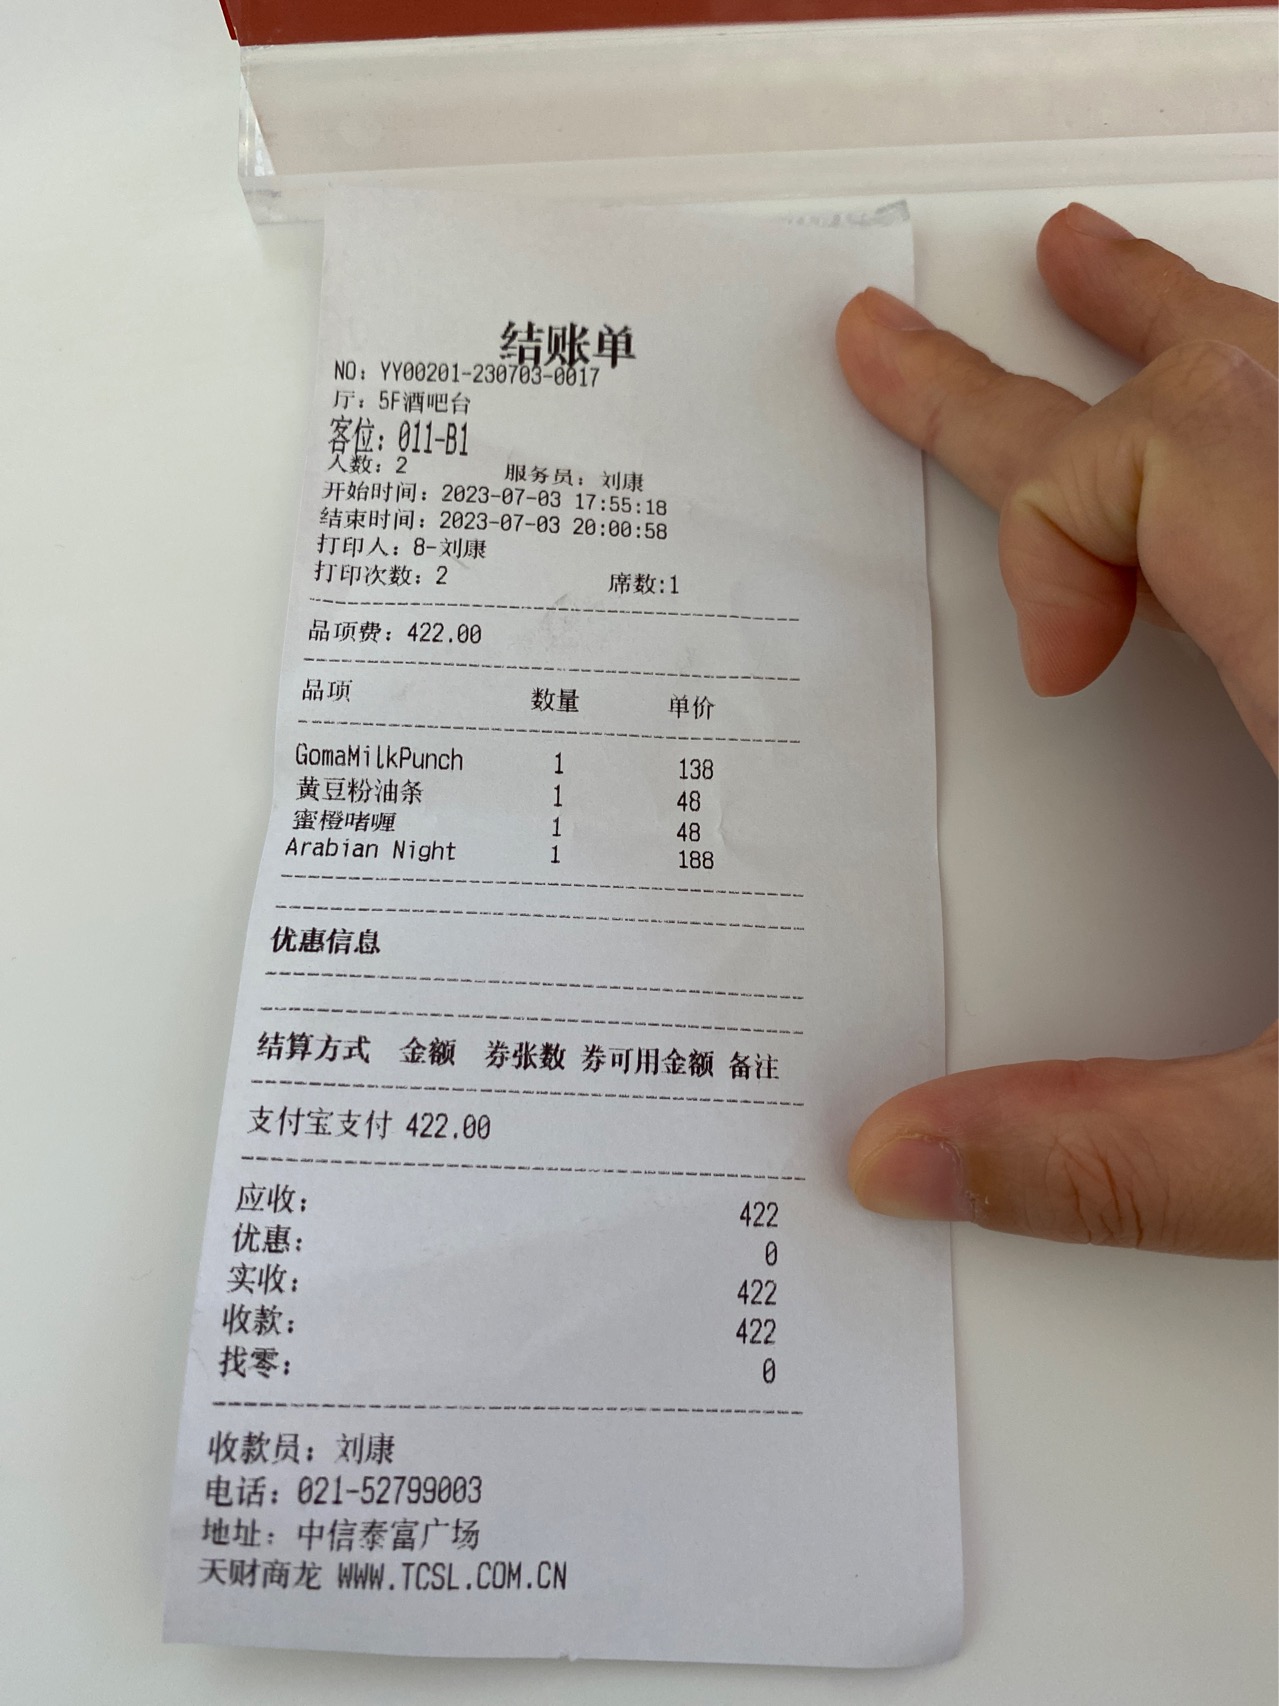 结账单
NO: YY00201-230703-0017
厅: 5F酒吧台
客位: 011-B1
人数: 2 服务员: 刘康
开始时间: 2023-07-03 17:55:18
结束时间: 2023-07-03 20:00:58
打印人: 8-刘康
打印次数: 2 席数:1
品项费: 422.00
品项 数量 单价
GomaMilkPunch 1 138
黄豆粉油条 1 48
蜜橙啫喱 1 48
Arabian Night 1 188
优惠信息
结算方式 金额 券张数 券可用金额 备注
支付宝支付 422.00
应收: 422
优惠: 0
实收: 422
收款: 422
找零: 0
收款员: 刘康
电话: 021-52799003
地址: 中信泰富广场
天财商龙 WWW.TCSL.COM.CN